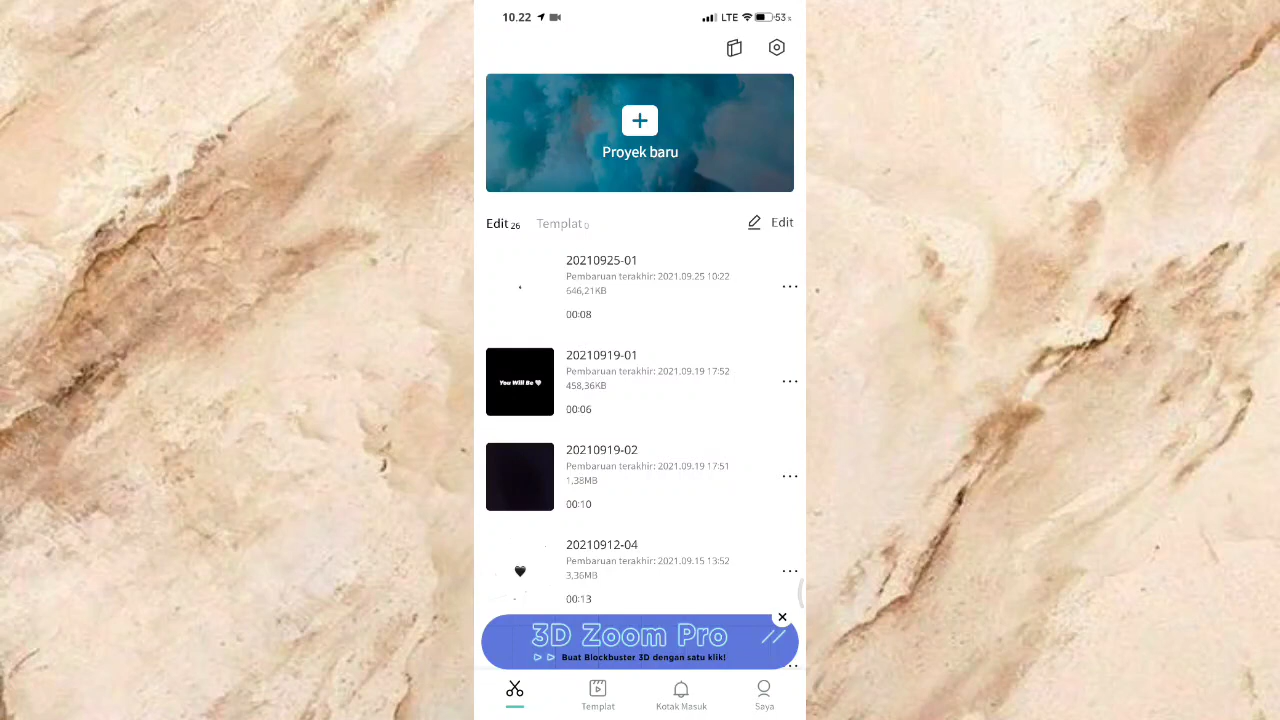 10.22 LTE 53
Proyek baru
Edit 26 Templat 0 Edit
20210925-01
Pembaruan terakhir: 2021.09.25 10:22
646,21KB
00:08
You Will Be 🖤
20210919-01
Pembaruan terakhir: 2021.09.19 17:52
458,36KB
00:06
20210919-02
Pembaruan terakhir: 2021.09.19 17:51
1,38MB
00:10
20210912-04
Pembaruan terakhir: 2021.09.15 13:52
3,36MB
00:13
3D Zoom Pro
Buat Blockbuster 3D dengan satu klik!
Templat Kotak Masuk Saya